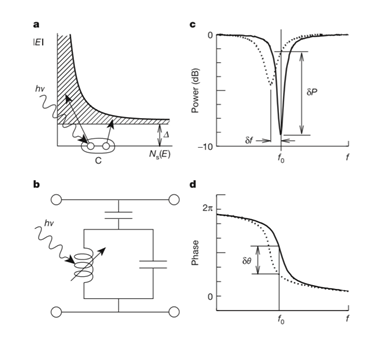 a
|E|
hν
Δ
C
Nₛ(E)
b
hν
c
0
Power (dB)
−10
δP
δf
f₀
f
d
2π
Phase
δθ
0
f₀
f